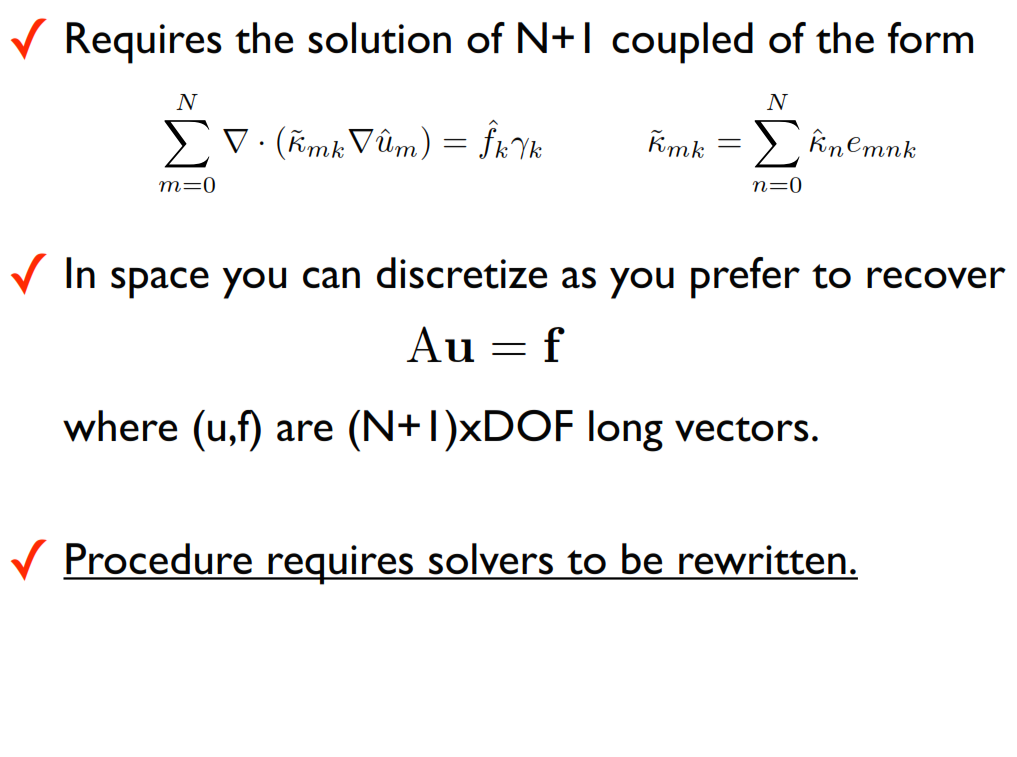 ✓ Requires the solution of N+1 coupled of the form
$\sum_{m=0}^{N} \nabla \cdot (\tilde{\kappa}_{mk} \nabla \hat{u}_m) = \hat{f}_k \gamma_k$ $\tilde{\kappa}_{mk} = \sum_{n=0}^{N} \hat{\kappa}_n e_{mnk}$
✓ In space you can discretize as you prefer to recover
$A\mathbf{u} = \mathbf{f}$
where (u,f) are (N+1)xDOF long vectors.
✓ Procedure requires solvers to be rewritten.